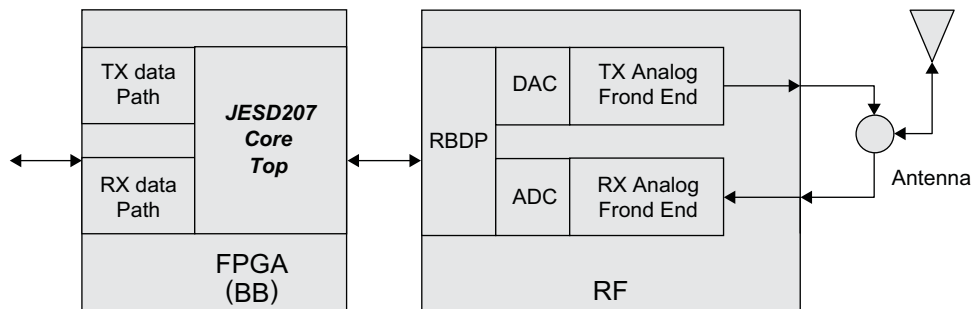 TX data
Path
JESD207
Core
Top
RX data
Path
FPGA
(BB)
RBDP
DAC
TX Analog
Frond End
ADC
RX Analog
Frond End
RF
Antenna